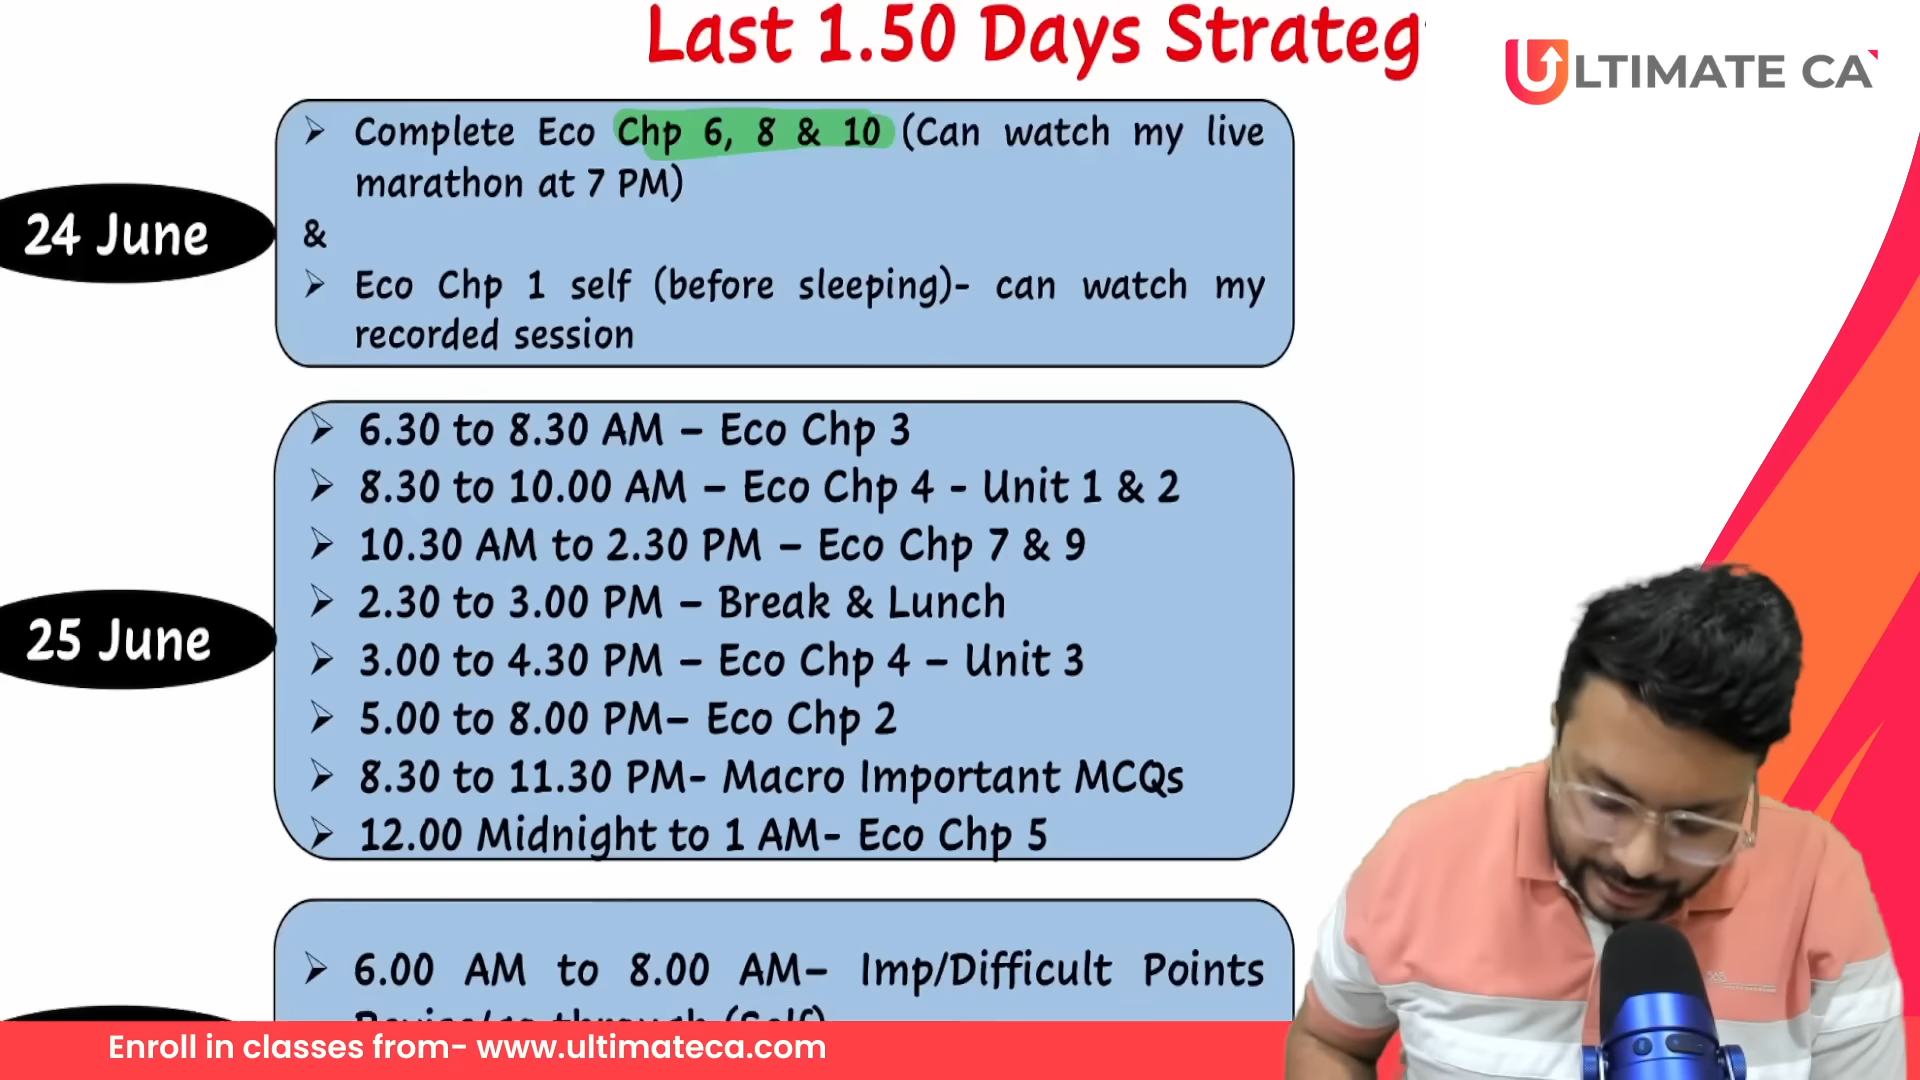 Last 1.50 Days Strateg
ULTIMATE CA
Complete Eco Chp 6, 8 & 10 (Can watch my live
marathon at 7 PM)
&
Eco Chp 1 self (before sleeping)- can watch my
recorded session
24 June
6.30 to 8.30 AM – Eco Chp 3
8.30 to 10.00 AM – Eco Chp 4 - Unit 1 & 2
10.30 AM to 2.30 PM – Eco Chp 7 & 9
2.30 to 3.00 PM – Break & Lunch
3.00 to 4.30 PM – Eco Chp 4 – Unit 3
5.00 to 8.00 PM– Eco Chp 2
8.30 to 11.30 PM- Macro Important MCQs
12.00 Midnight to 1 AM- Eco Chp 5
25 June
6.00 AM to 8.00 AM– Imp/Difficult Points
Enroll in classes from- www.ultimateca.com